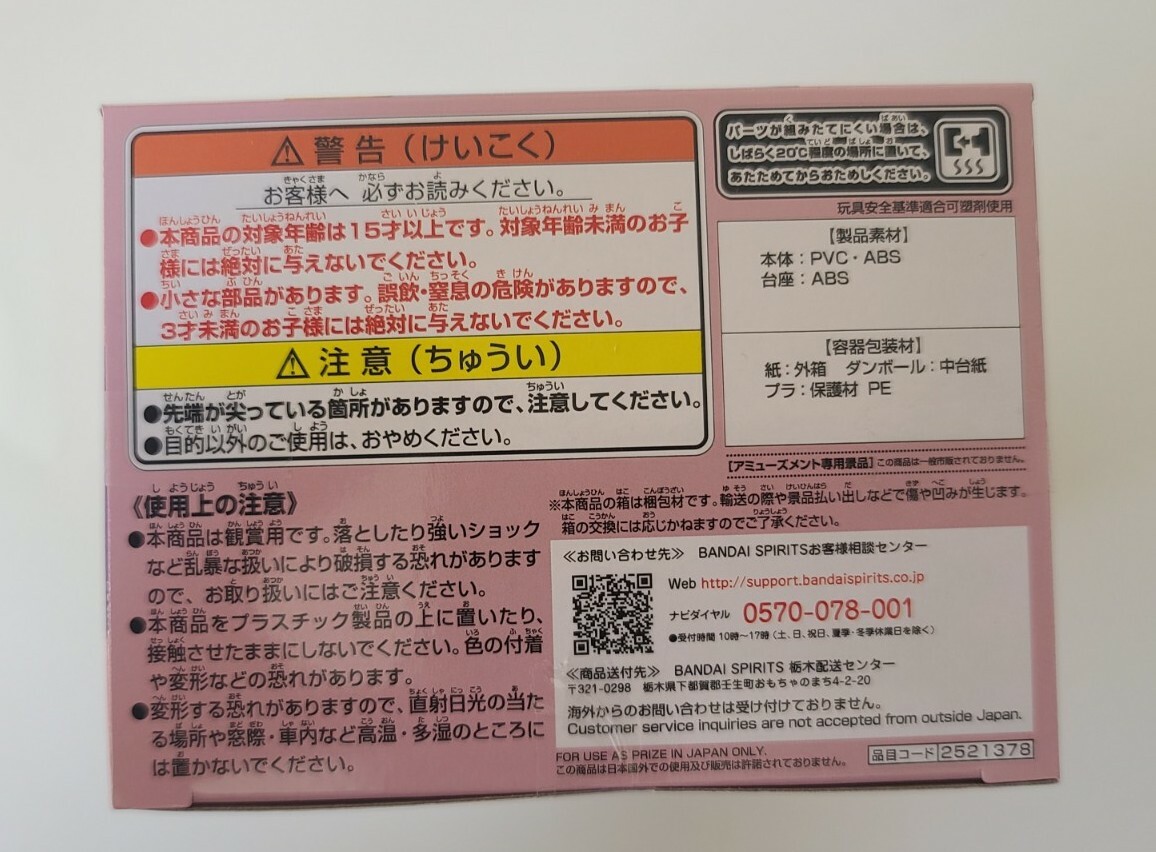 ⚠警告（けいこく）
お客様へ 必ずお読みください。
●本商品の対象年齢は15才以上です。対象年齢未満のお子
様には絶対に与えないでください。
●小さな部品があります。誤飲・窒息の危険がありますので、
3才未満のお子様には絶対に与えないでください。
⚠注意（ちゅうい）
●先端が尖っている箇所がありますので、注意してください。
●目的以外のご使用は、おやめください。
《使用上の注意》
●本商品は観賞用です。落としたり強いショック
など乱暴な扱いにより破損する恐れがあります
ので、お取り扱いにはご注意ください。
●本商品をプラスチック製品の上に置いたり、
接触させたままにしないでください。色の付着
や変形などの恐れがあります。
●変形する恐れがありますので、直射日光の当た
る場所や窓際・車内など高温・多湿のところに
は置かないでください。
パーツが組みたてにくい場合は、
しばらく20℃程度の場所に置いて、
あたためてからおためしください。
玩具安全基準適合可塑剤使用
【製品素材】
本体：PVC・ABS
台座：ABS
【容器包装材】
紙：外箱 ダンボール：中台紙
プラ：保護材 PE
【アミューズメント専用景品】この商品は一般市販されておりません。
※本商品の箱は梱包材です。輸送の際や景品払い出しなどで傷や凹みが生じます。
箱の交換には応じかねますのでご了承ください。
≪お問い合わせ先≫ BANDAI SPIRITSお客様相談センター
Web http://support.bandaispirits.co.jp
ナビダイヤル 0570-078-001
●受付時間 10時～17時（土、日、祝日、夏季・冬季休業日を除く）
≪商品送付先≫ BANDAI SPIRITS 栃木配送センター
〒321-0298 栃木県下都賀郡壬生町おもちゃのまち4-2-20
海外からのお問い合わせは受け付けておりません。
Customer service inquiries are not accepted from outside Japan.
FOR USE AS PRIZE IN JAPAN ONLY.
この商品は日本国外での使用及び販売は許諾されておりません。
品目コード 2521378